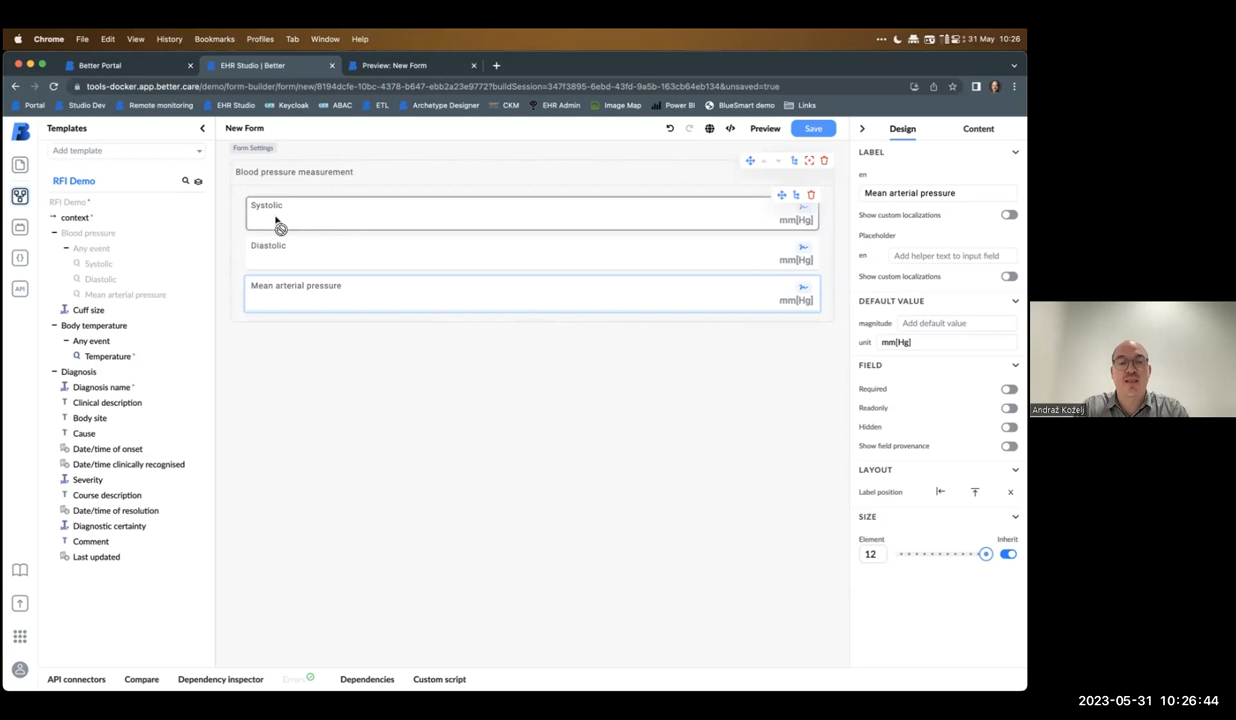 Chrome File Edit View History Bookmarks Profiles Tab Window Help 31 May 10:26
Better Portal EHR Studio | Better Preview: New Form
tools-docker.app.better.care/demo/form-builder/form/new/8194dcfe-10bc-4378-b647-ebb2a23e9772?buildSession=347f3895-6ebd-43fd-9a5b-163cb64eb134&unsaved=true
Portal Studio Dev Remote monitoring EHR Studio Keycloak ABAC ETL Archetype Designer CKM EHR Admin Image Map Power BI BlueSmart demo Links
Templates New Form Preview Save Design Content
Form Settings
Add template
LABEL
Blood pressure measurement
en
RFI Demo
Mean arterial pressure
RFI Demo*
Systolic
mm[Hg]
context*
Show custom localizations
Blood pressure
Placeholder
Any event
Diastolic
mm[Hg]
en Add helper text to input field
Systolic
Show custom localizations
Diastolic
Mean arterial pressure
Mean arterial pressure
mm[Hg]
DEFAULT VALUE
Cuff size
magnitude Add default value
Body temperature
unit mm[Hg]
Any event
Temperature*
FIELD
Diagnosis
Diagnosis name*
Required
Clinical description
Readonly
Body site
Hidden
Cause
Show field provenance
Date/time of onset
Date/time clinically recognised
LAYOUT
Severity
Label position
Course description
Date/time of resolution
SIZE
Diagnostic certainty
Element Inherit
Comment
12
Last updated
API connectors Compare Dependency inspector Errors Dependencies Custom script
API
Andraž Koželj
2023-05-31 10:26:44